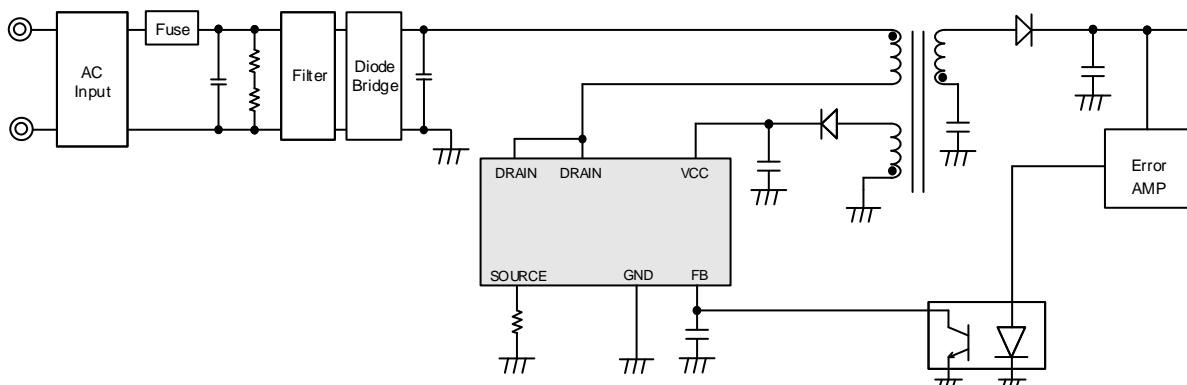 Fuse
AC
Input
Filter
Diode
Bridge
DRAIN
DRAIN
VCC
Error
AMP
SOURCE
GND
FB